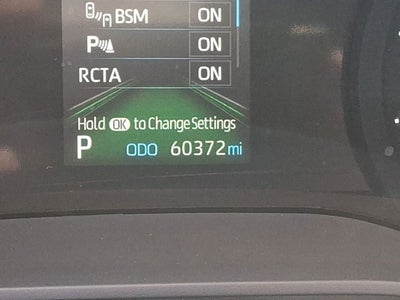 BSM ON
P ON
RCTA ON
Hold OK to Change Settings
P ODO 60372 mi